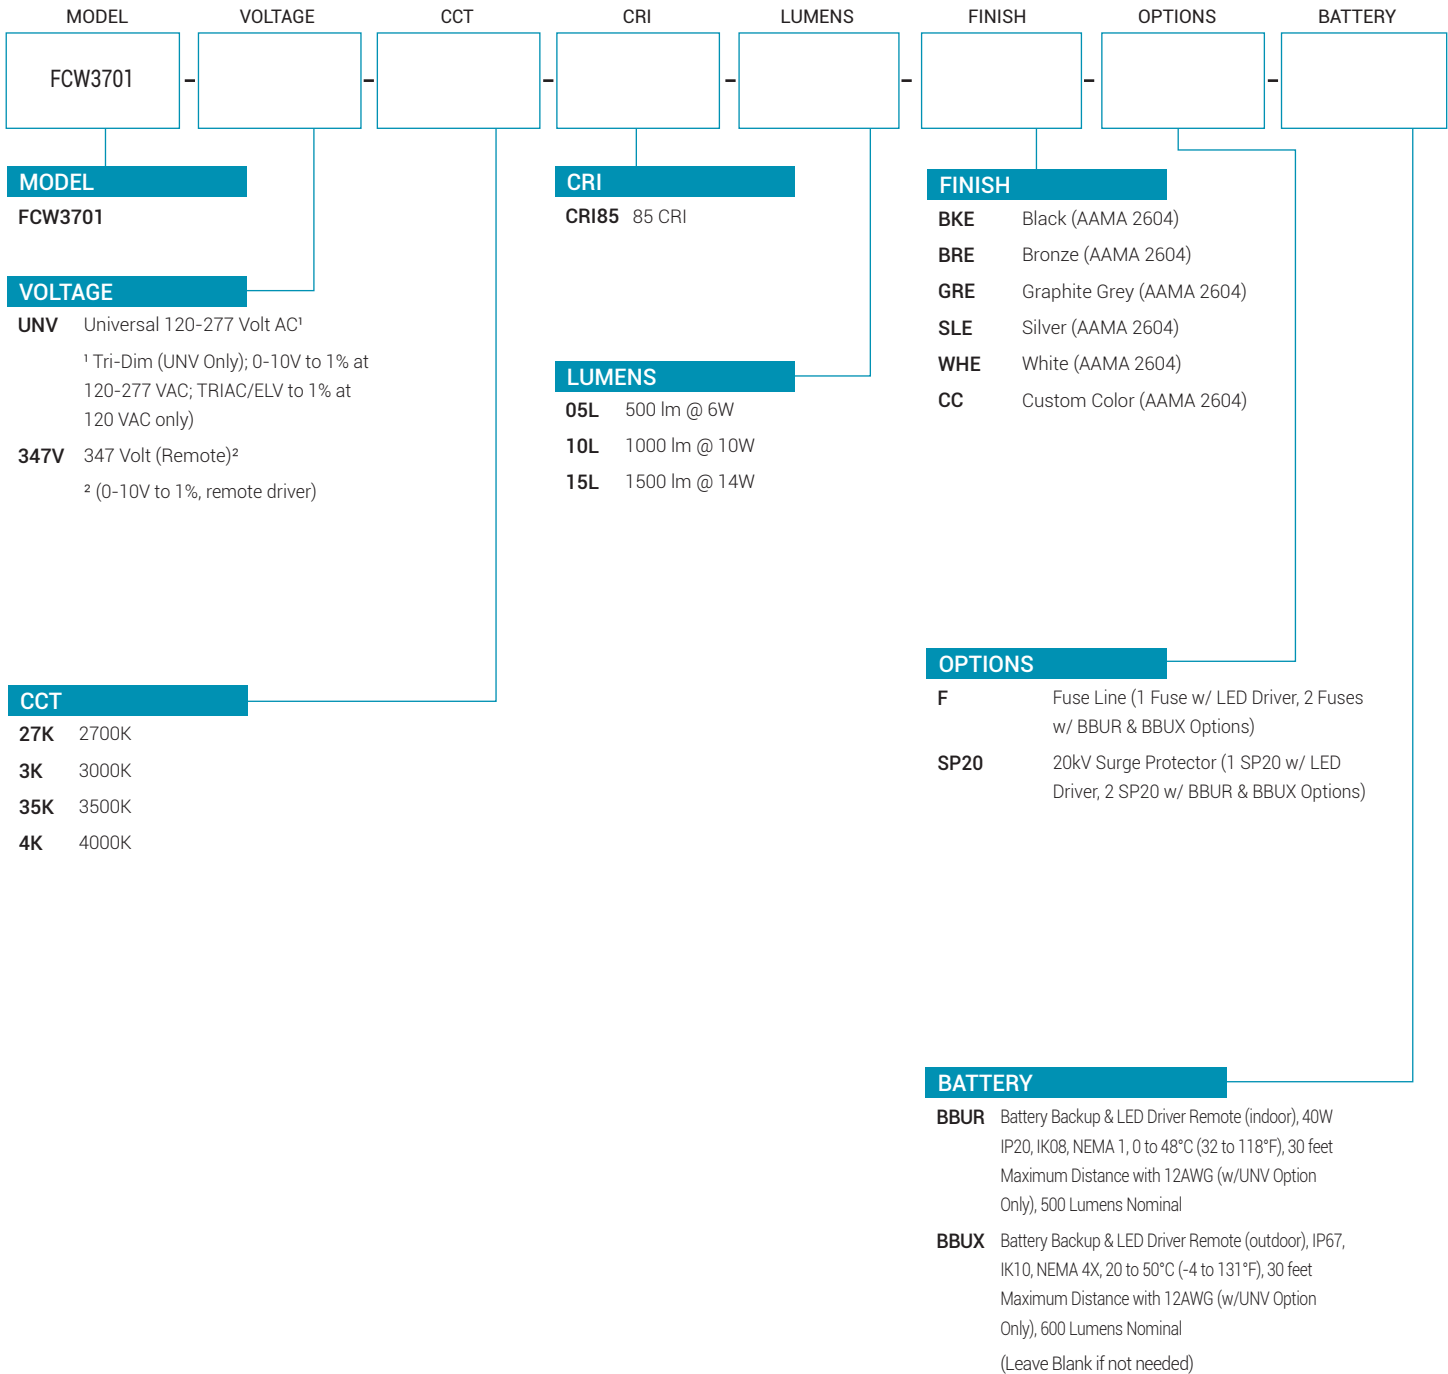 MODEL VOLTAGE CCT CRI LUMENS FINISH OPTIONS BATTERY
FCW3701 - - - - - - -
MODEL
FCW3701
VOLTAGE
UNV Universal 120-277 Volt AC¹
¹ Tri-Dim (UNV Only); 0-10V to 1% at
120-277 VAC; TRIAC/ELV to 1% at
120 VAC only)
347V 347 Volt (Remote)²
² (0-10V to 1%, remote driver)
CCT
27K 2700K
3K 3000K
35K 3500K
4K 4000K
CRI
CRI85 85 CRI
LUMENS
05L 500 lm @ 6W
10L 1000 lm @ 10W
15L 1500 lm @ 14W
FINISH
BKE Black (AAMA 2604)
BRE Bronze (AAMA 2604)
GRE Graphite Grey (AAMA 2604)
SLE Silver (AAMA 2604)
WHE White (AAMA 2604)
CC Custom Color (AAMA 2604)
OPTIONS
F Fuse Line (1 Fuse w/ LED Driver, 2 Fuses
w/ BBUR & BBUX Options)
SP20 20kV Surge Protector (1 SP20 w/ LED
Driver, 2 SP20 w/ BBUR & BBUX Options)
BATTERY
BBUR Battery Backup & LED Driver Remote (indoor), 40W
IP20, IK08, NEMA 1, 0 to 48°C (32 to 118°F), 30 feet
Maximum Distance with 12AWG (w/UNV Option
Only), 500 Lumens Nominal
BBUX Battery Backup & LED Driver Remote (outdoor), IP67,
IK10, NEMA 4X, 20 to 50°C (-4 to 131°F), 30 feet
Maximum Distance with 12AWG (w/UNV Option
Only), 600 Lumens Nominal
(Leave Blank if not needed)